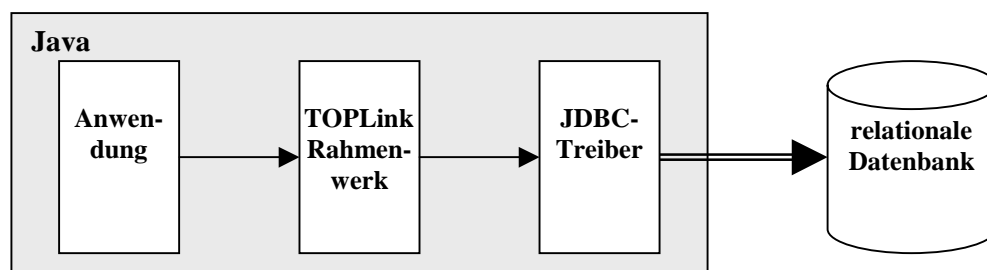 Java
Anwen-
dung
TOPLink
Rahmen-
werk
JDBC-
Treiber
relationale
Datenbank